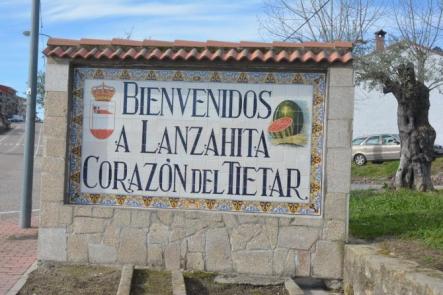 BIENVENIDOS
A LANZAHITA
CORAZÓN DEL TIETAR.